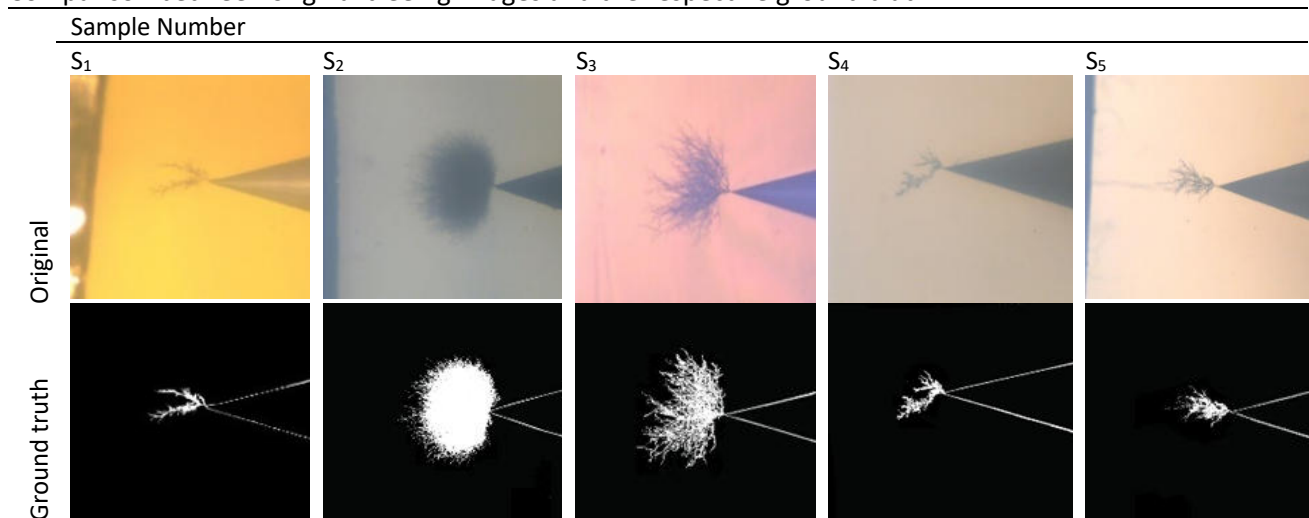 Sample Number
S₁ S₂ S₃ S₄ S₅
Original
Ground truth